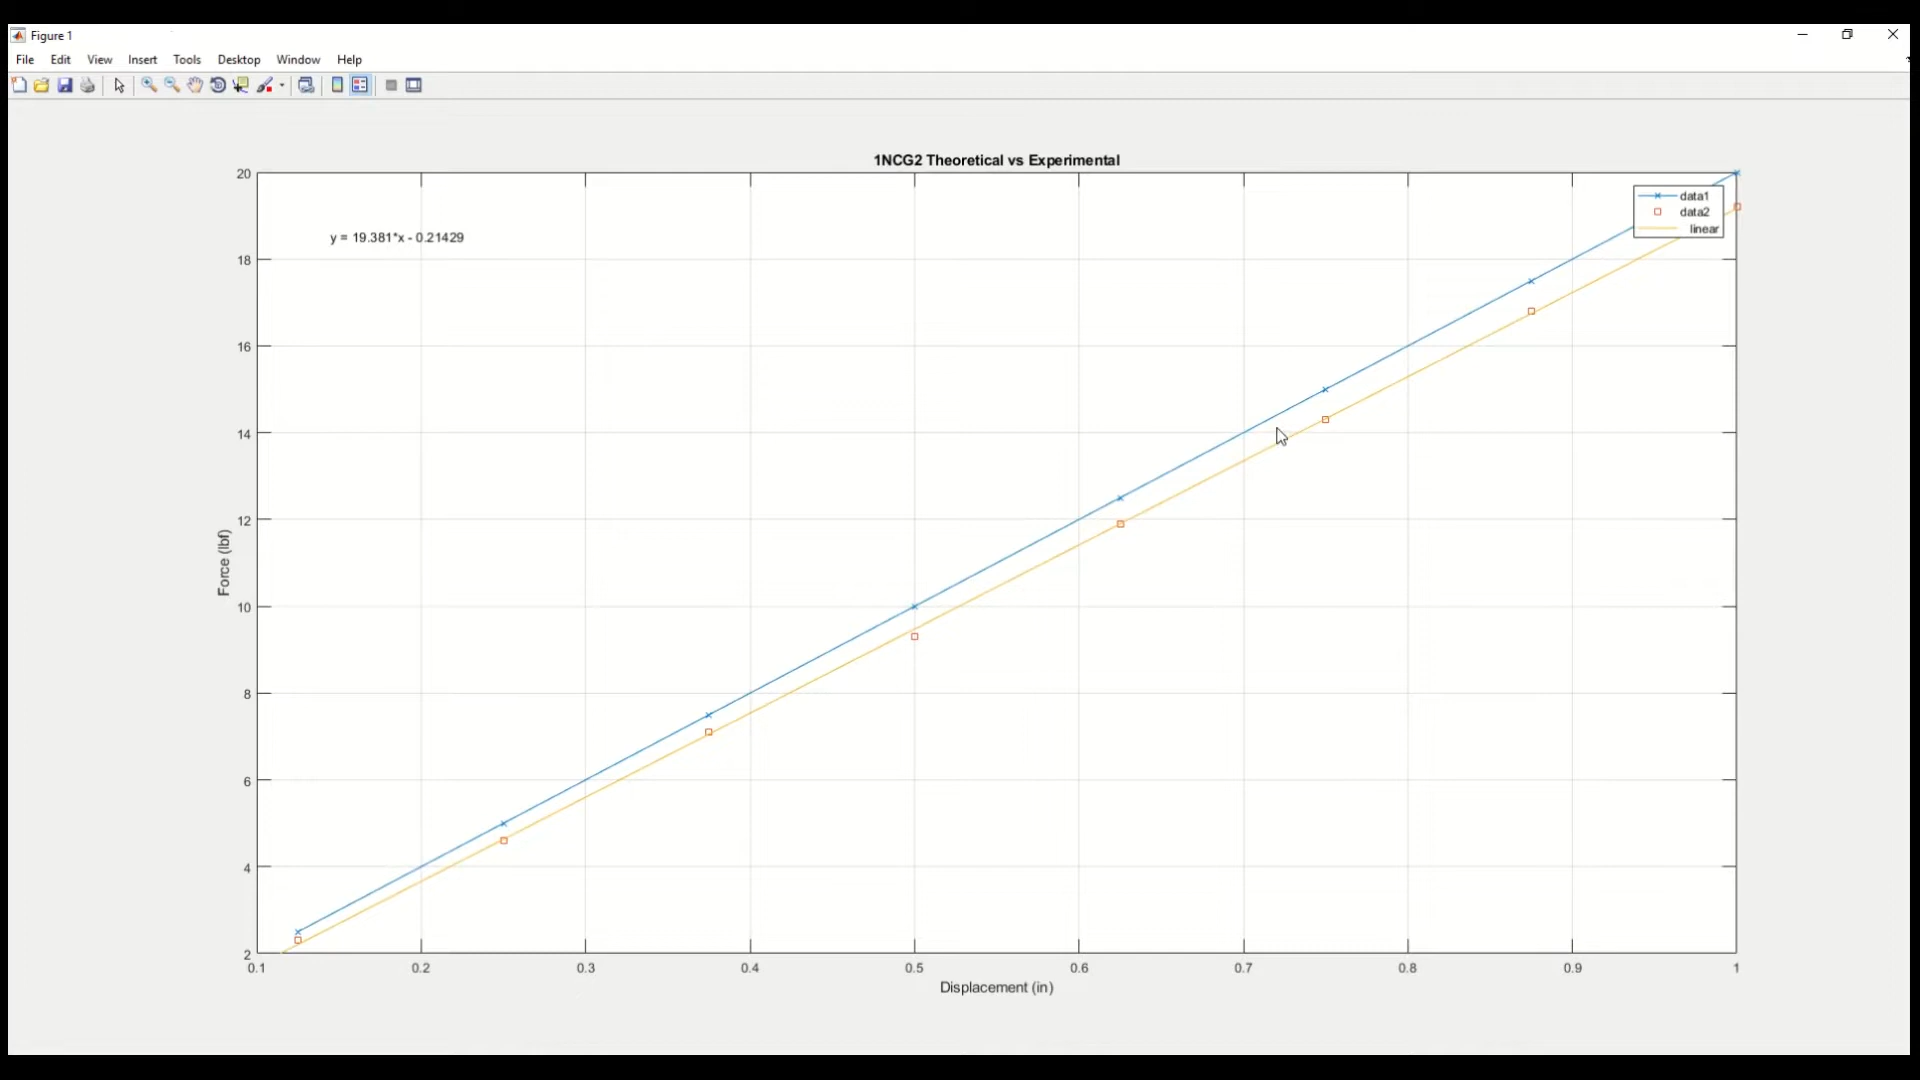 Figure 1
File Edit View Insert Tools Desktop Window Help
1NCG2 Theoretical vs Experimental
y = 19.381*x - 0.21429
data1
data2
linear
20
18
16
14
12
10
8
6
4
2
Force (lbf)
0.1 0.2 0.3 0.4 0.5 0.6 0.7 0.8 0.9 1
Displacement (in)